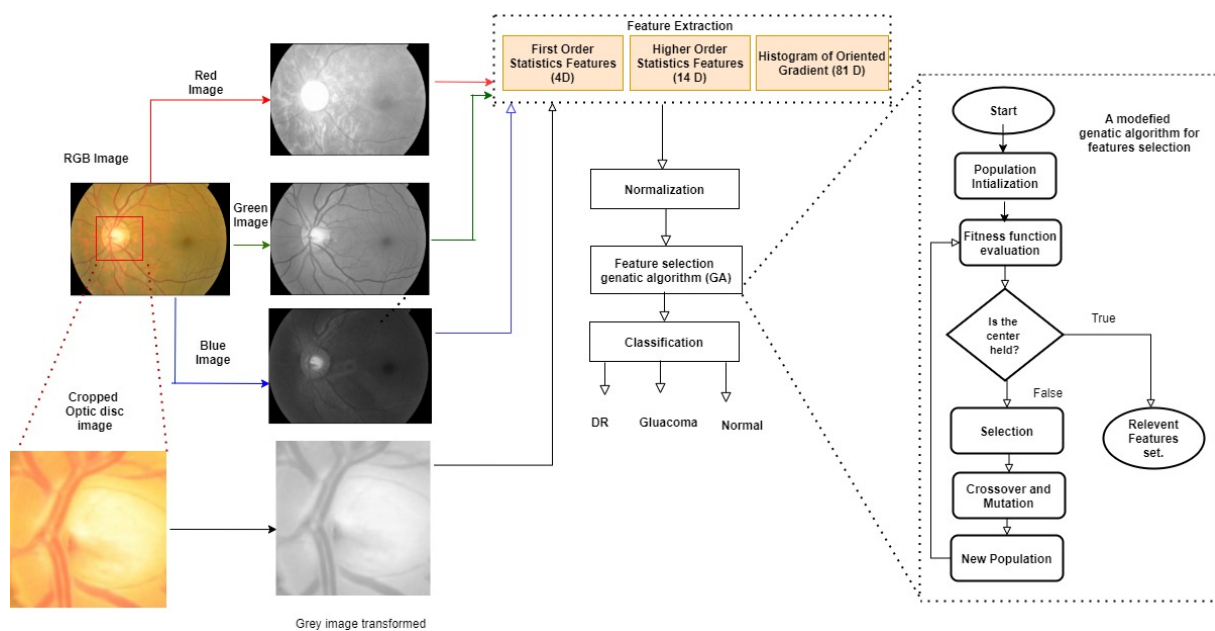 Feature Extraction
First Order
Statistics Features
(4D)
Higher Order
Statistics Features
(14 D)
Histogram of Oriented
Gradient (81 D)
Red
Image
RGB Image
Green
Image
Blue
Image
Cropped
Optic disc
image
Grey image transformed
Normalization
Feature selection
genatic algorithm (GA)
Classification
DR
Gluacoma
Normal
A modefied
genatic algorithm for
features selection
Start
Population
Intialization
Fitness function
evaluation
Is the
center
held?
True
False
Selection
Relevent
Features
set.
Crossover and
Mutation
New Population